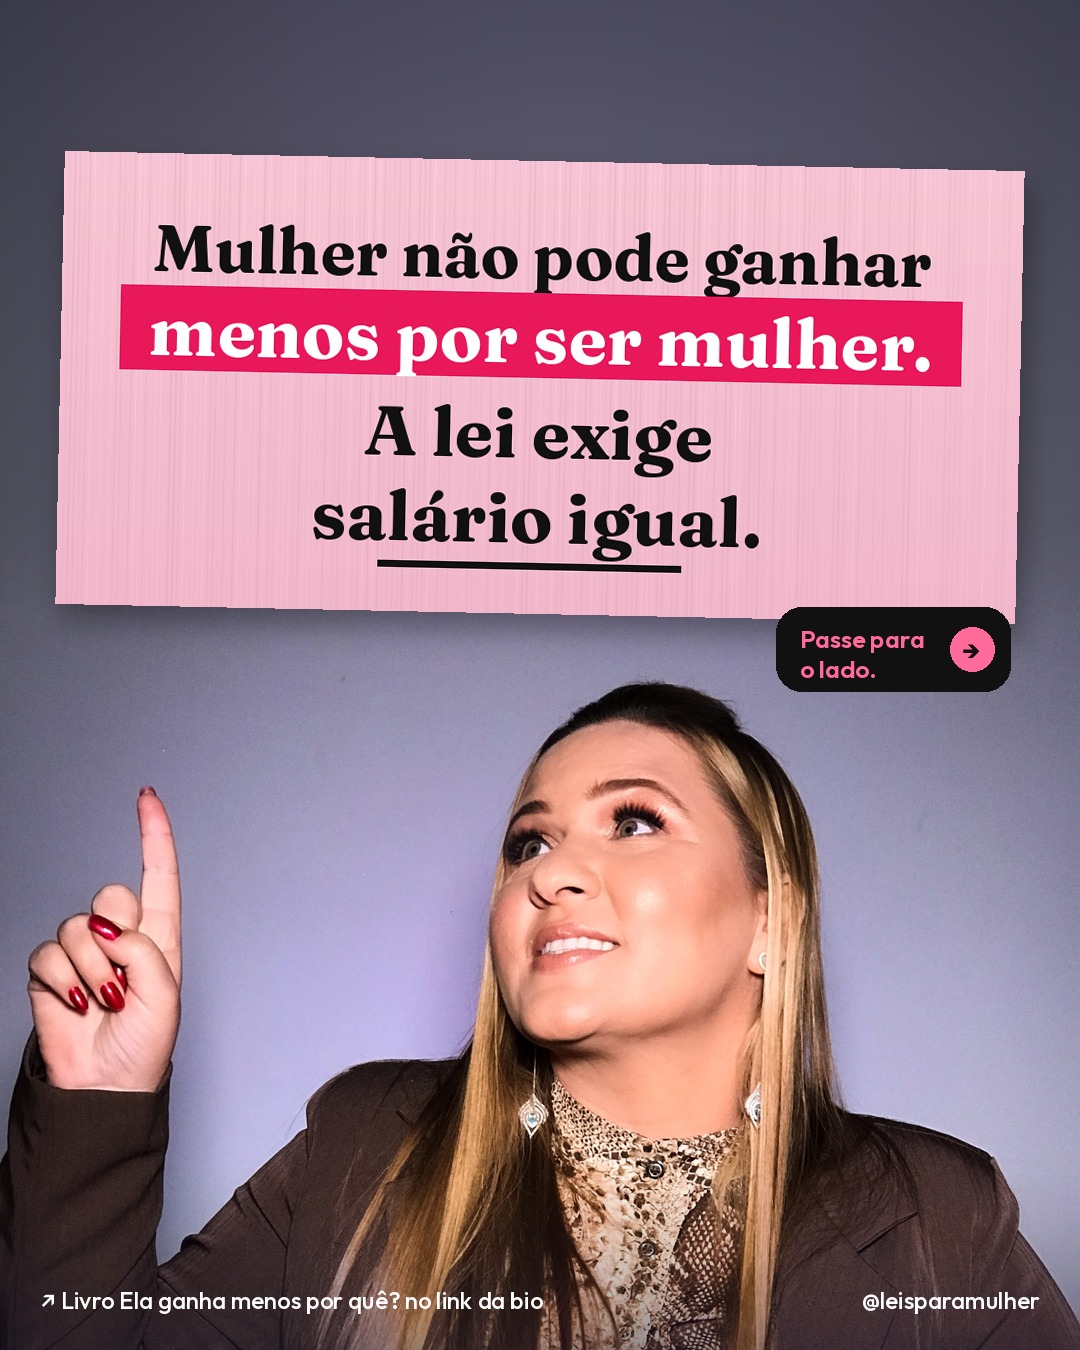 Mulher não pode ganhar
menos por ser mulher.
A lei exige
salário igual.
Passe para
o lado.
↗ Livro Ela ganha menos por quê? no link da bio
@leisparamulher